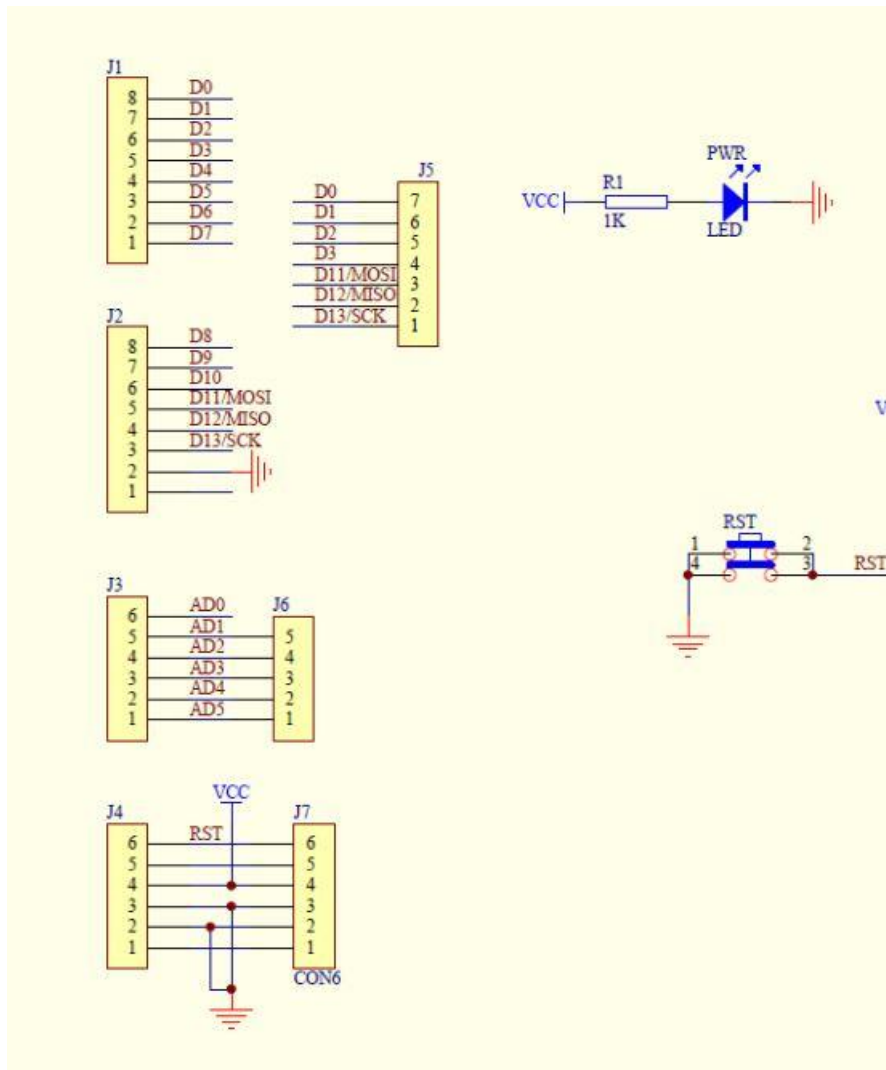 J1
8 D0
7 D1
6 D2
5 D3
4 D4
3 D5
2 D6
1 D7
J5
D0 7
D1 6
D2 5
D3 4
D11/MOSI 3
D12/MISO 2
D13/SCK 1
PWR
VCC R1
1K LED
J2
8 D8
7 D9
6 D10
5 D11/MOSI
4 D12/MISO
3 D13/SCK
2
1
V
RST
1 2
4 3 RST
J3 J6
6 AD0
5 AD1 5
4 AD2 4
3 AD3 3
2 AD4 2
1 AD5 1
VCC
J4 J7
6 RST 6
5 5
4 4
3 3
2 2
1 1
CON6